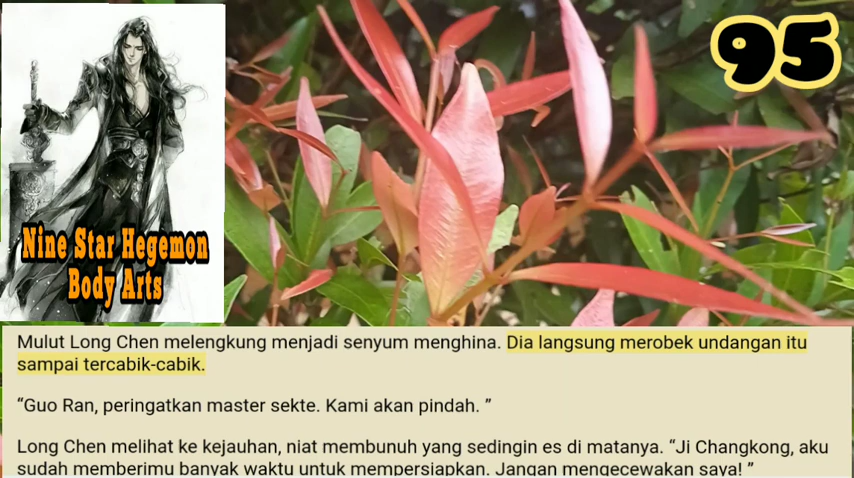 95
Nine Star Hegemon
Body Arts
Mulut Long Chen melengkung menjadi senyum menghina. Dia langsung merobek undangan itu
sampai tercabik-cabik.
“Guo Ran, peringatkan master sekte. Kami akan pindah. ”
Long Chen melihat ke kejauhan, niat membunuh yang sedingin es di matanya. “Ji Changkong, aku
sudah memberimu banyak waktu untuk mempersiapkan. Jangan mengecewakan saya! ”